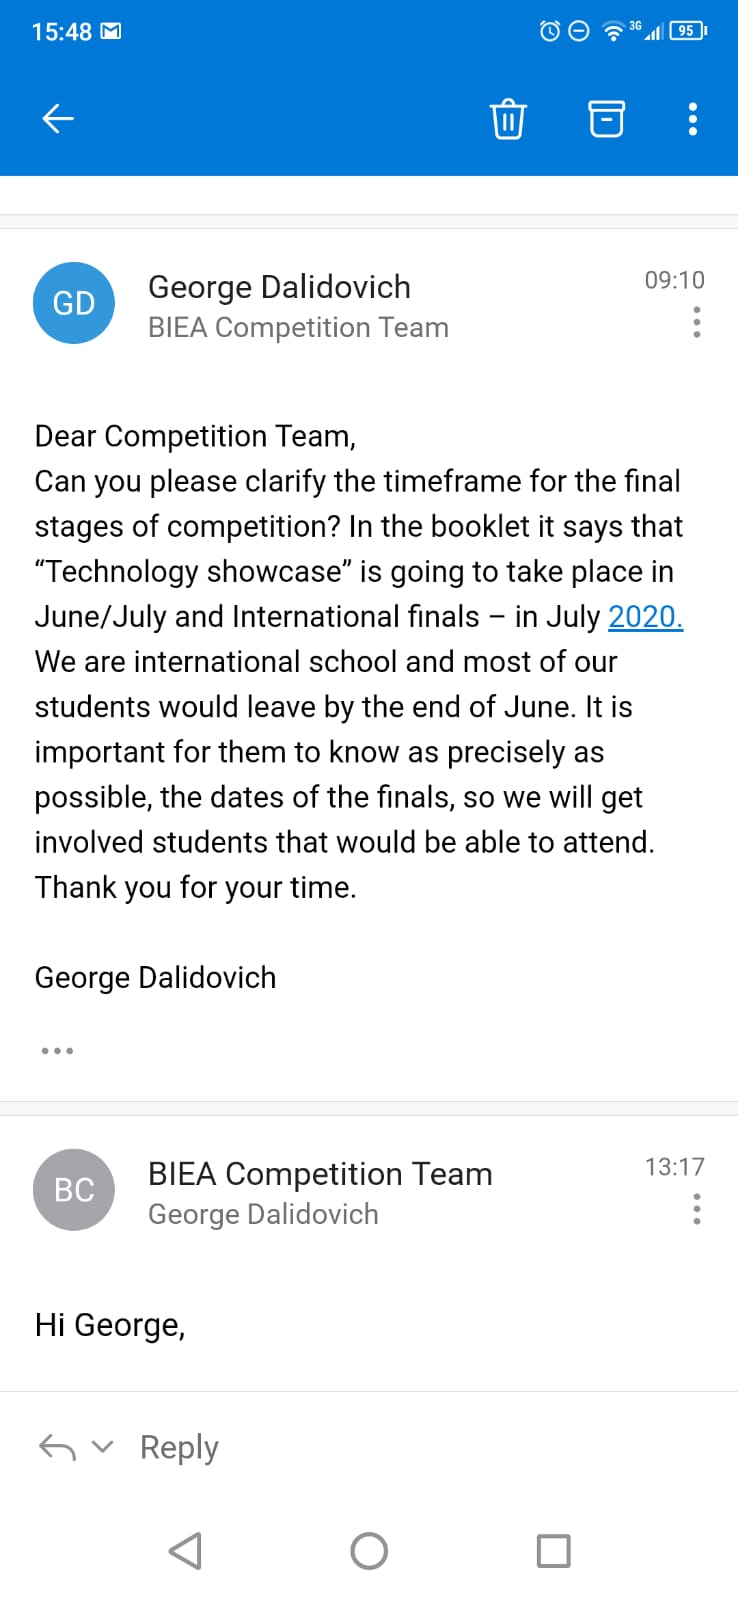 15:48
3G
95
GD
George Dalidovich
09:10
BIEA Competition Team
Dear Competition Team,
Can you please clarify the timeframe for the final
stages of competition? In the booklet it says that
“Technology showcase” is going to take place in
June/July and International finals – in July 2020.
We are international school and most of our
students would leave by the end of June. It is
important for them to know as precisely as
possible, the dates of the finals, so we will get
involved students that would be able to attend.
Thank you for your time.
George Dalidovich
BC
BIEA Competition Team
13:17
George Dalidovich
Hi George,
Reply